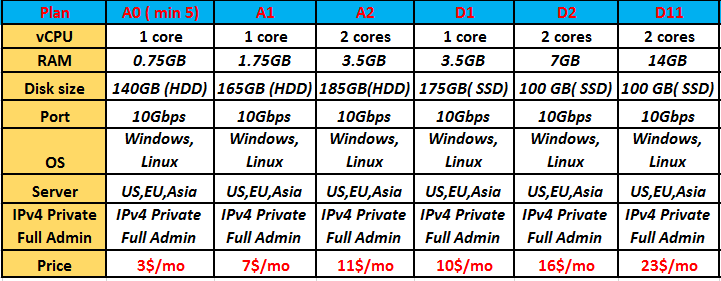 Plan A0 ( min 5) A1 A2 D1 D2 D11
vCPU 1 core 1 core 2 cores 1 core 2 cores 2 cores
RAM 0.75GB 1.75GB 3.5GB 3.5GB 7GB 14GB
Disk size 140GB (HDD) 165GB (HDD) 185GB(HDD) 175GB( SSD) 100 GB( SSD) 100 GB( SSD)
Port 10Gbps 10Gbps 10Gbps 10Gbps 10Gbps 10Gbps
Windows, Windows, Windows, Windows, Windows, Windows,
OS Linux Linux Linux Linux Linux Linux
Server US,EU,Asia US,EU,Asia US,EU,Asia US,EU,Asia US,EU,Asia US,EU,Asia
IPv4 Private IPv4 Private IPv4 Private IPv4 Private IPv4 Private IPv4 Private IPv4 Private
Full Admin Full Admin Full Admin Full Admin Full Admin Full Admin Full Admin
Price 3$/mo 7$/mo 11$/mo 10$/mo 16$/mo 23$/mo